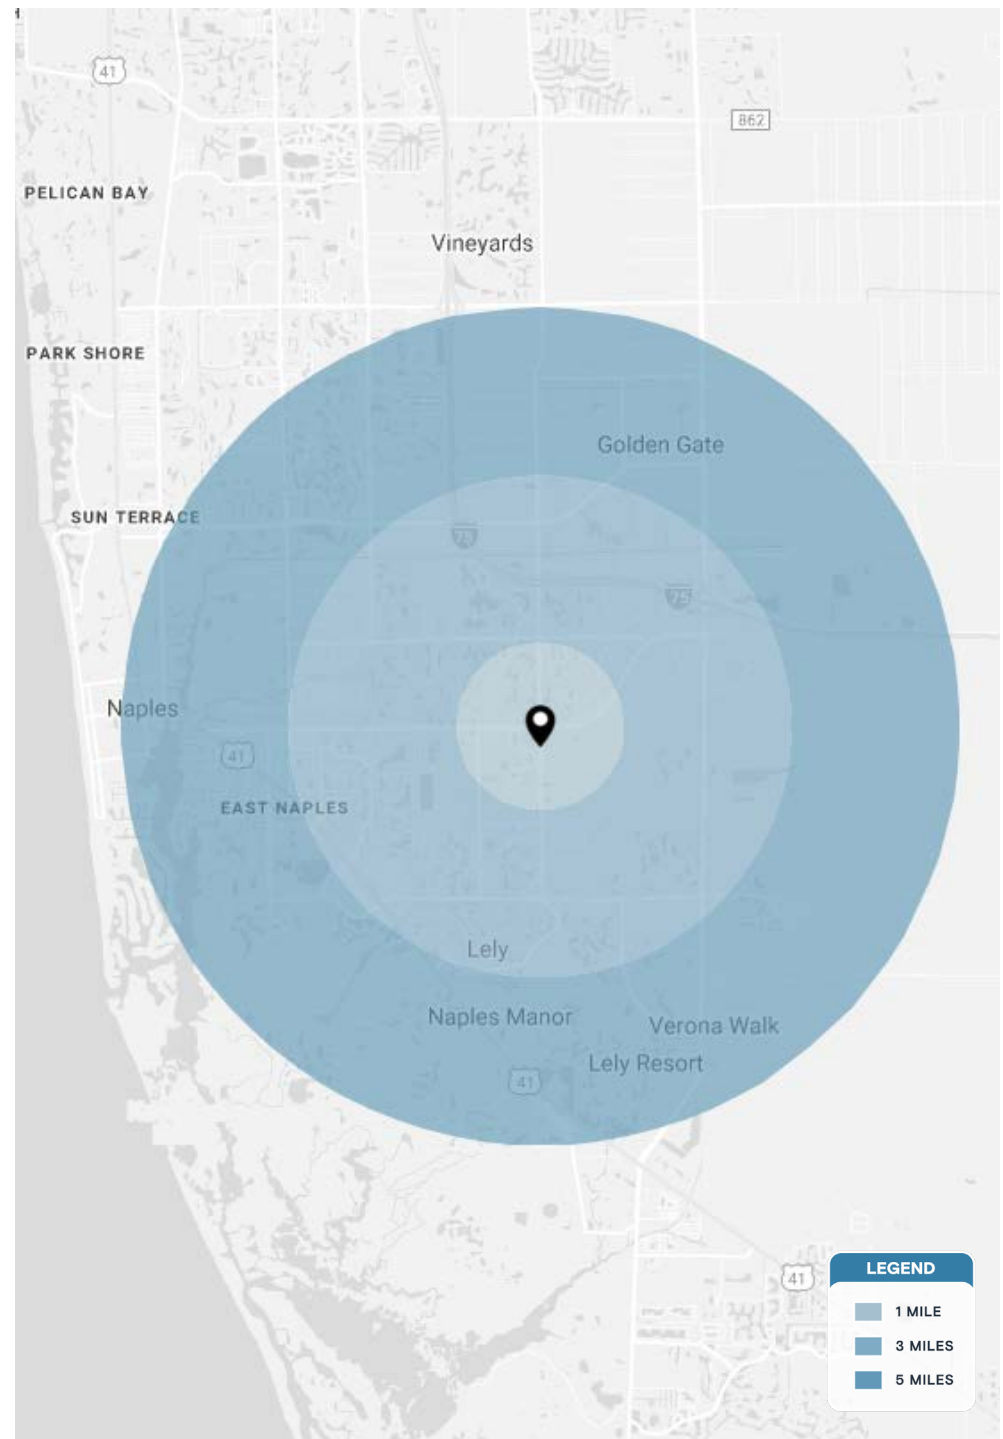 41
862
PELICAN BAY
Vineyards
PARK SHORE
Golden Gate
SUN TERRACE
75
75
Naples
41
EAST NAPLES
Lely
Naples Manor
Verona Walk
Lely Resort
41
41
LEGEND
1 MILE
3 MILES
5 MILES